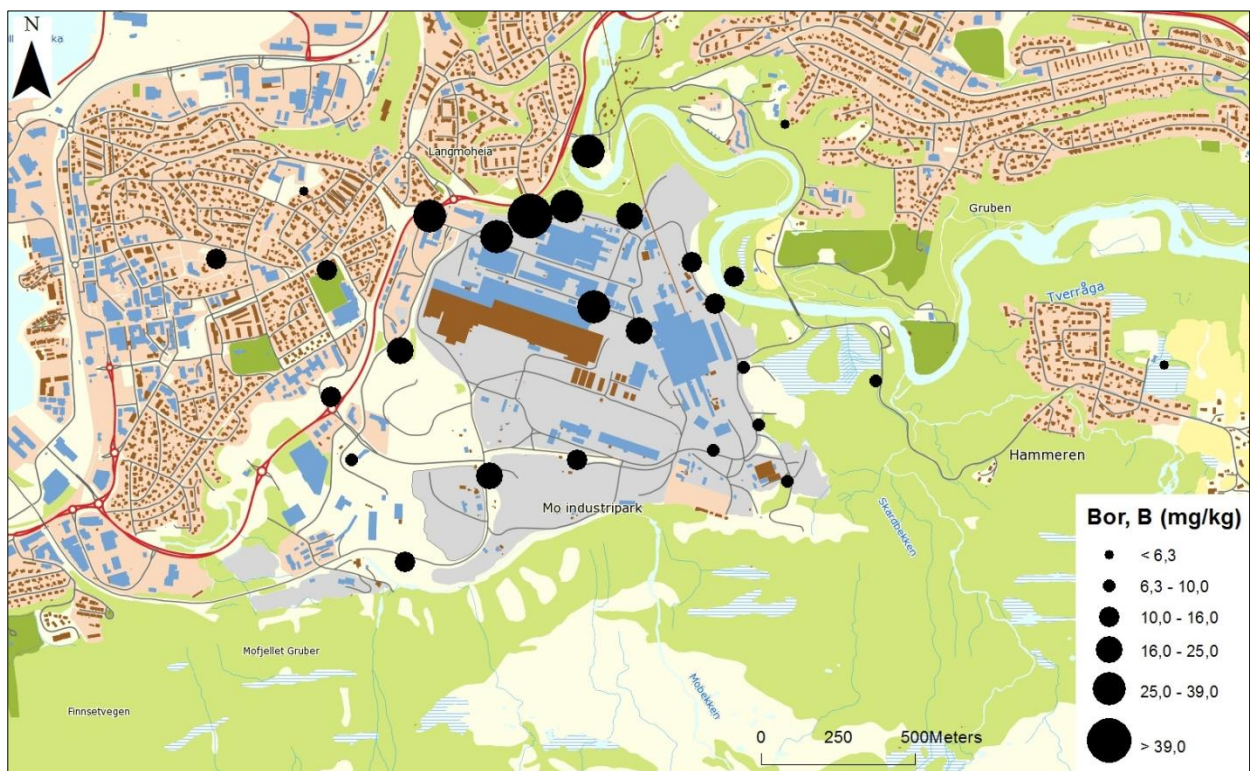 N
Langmoheia
Gruben
Tverråga
Hammeren
Mo industripark
Skardbekken
Mofjellet Gruber
Mobekken
Finnsetvegen
Bor, B (mg/kg)
< 6,3
6,3 - 10,0
10,0 - 16,0
16,0 - 25,0
25,0 - 39,0
> 39,0
0 250 500Meters